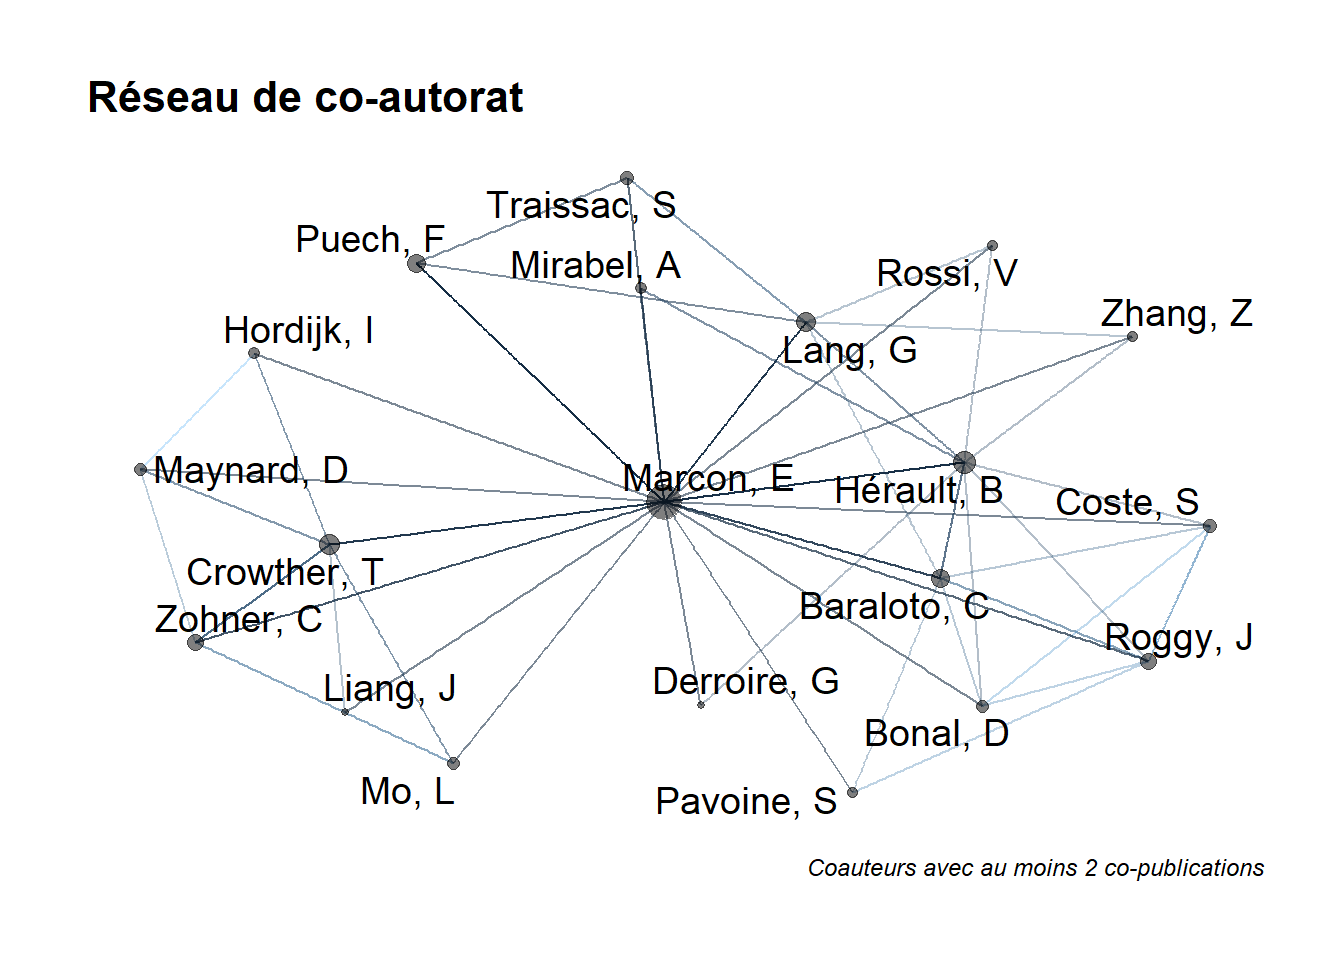 Réseau de co-autorat
Traissac, S
Puech, F
Mirabel, A
Rossi, V
Zhang, Z
Hordijk, I
Lang, G
Maynard, D
Marcon, E
Hérault, B
Coste, S
Crowther, T
Baraloto, C
Zohner, C
Roggy, J
Derroire, G
Liang, J
Bonal, D
Mo, L
Pavoine, S
Coauteurs avec au moins 2 co-publications